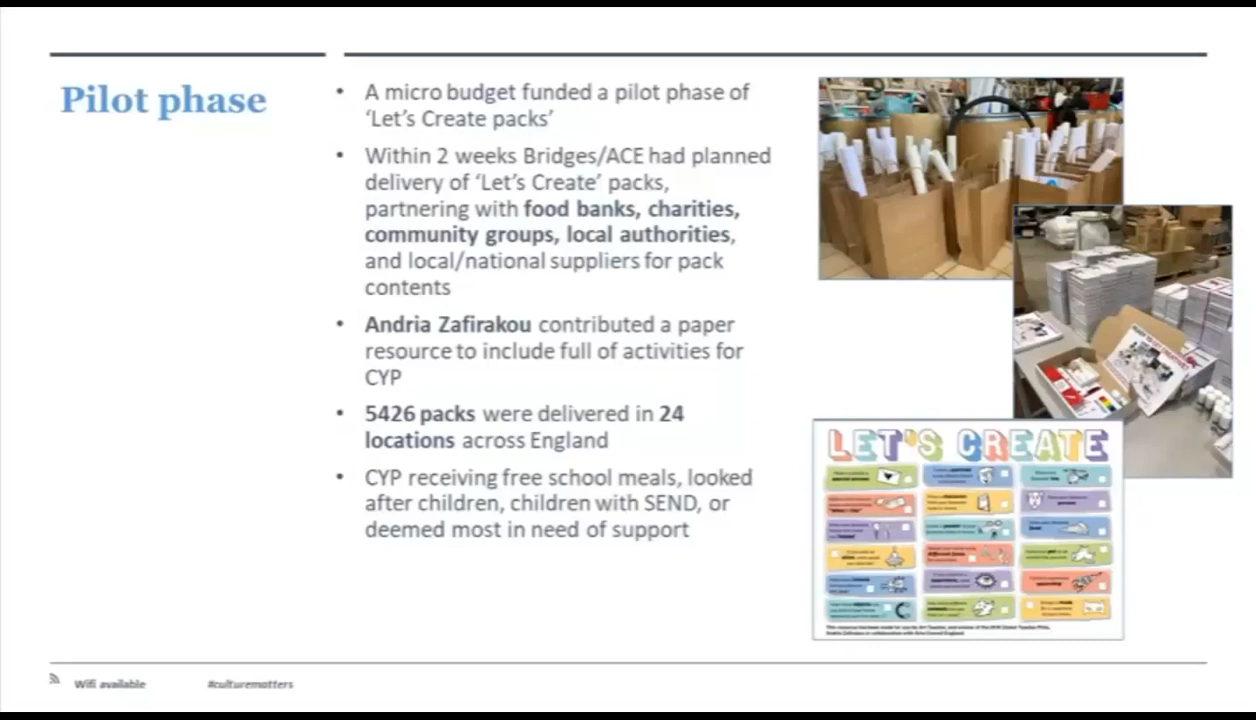 Pilot phase
• A micro budget funded a pilot phase of
‘Let’s Create packs’
• Within 2 weeks Bridges/ACE had planned
delivery of ‘Let’s Create’ packs,
partnering with food banks, charities,
community groups, local authorities,
and local/national suppliers for pack
contents
• Andria Zafirakou contributed a paper
resource to include full of activities for
CYP
• 5426 packs were delivered in 24
locations across England
• CYP receiving free school meals, looked
after children, children with SEND, or
deemed most in need of support
LET'S CREATE
Wifi available
#culturematters